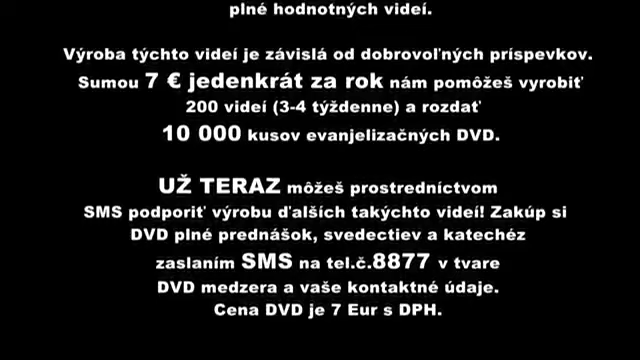 plné hodnotných videí.
Výroba týchto videí je závislá od dobrovoľných príspevkov.
Sumou 7 € jedenkrát za rok nám pomôžeš vyrobiť
200 videí (3-4 týždenne) a rozdať
10 000 kusov evanjelizačných DVD.
UŽ TERAZ môžeš prostredníctvom
SMS podporiť výrobu ďalších takýchto videí! Zakúp si
DVD plné prednášok, svedectiev a katechéz
zaslaním SMS na tel.č.8877 v tvare
DVD medzera a vaše kontaktné údaje.
Cena DVD je 7 Eur s DPH.